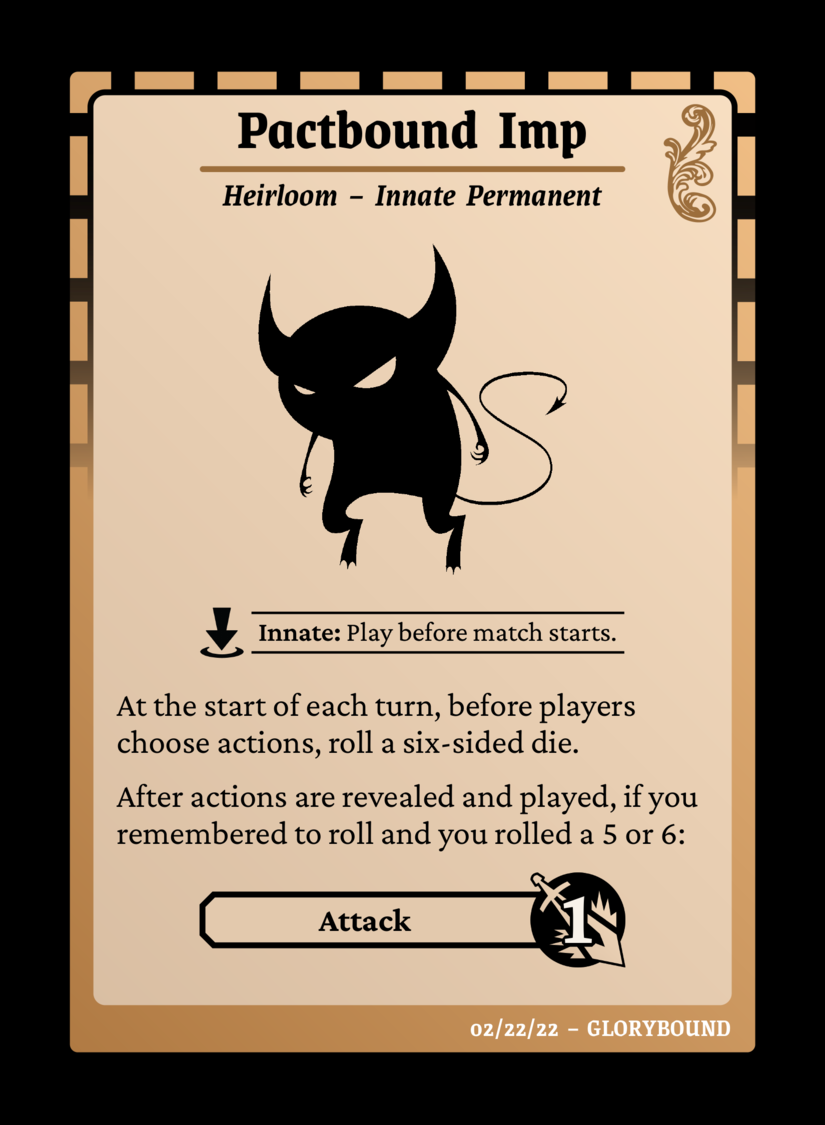 Pactbound Imp
Heirloom – Innate Permanent
Innate: Play before match starts.
At the start of each turn, before players
choose actions, roll a six-sided die.
After actions are revealed and played, if you
remembered to roll and you rolled a 5 or 6:
Attack
1
02/22/22 – GLORYBOUND